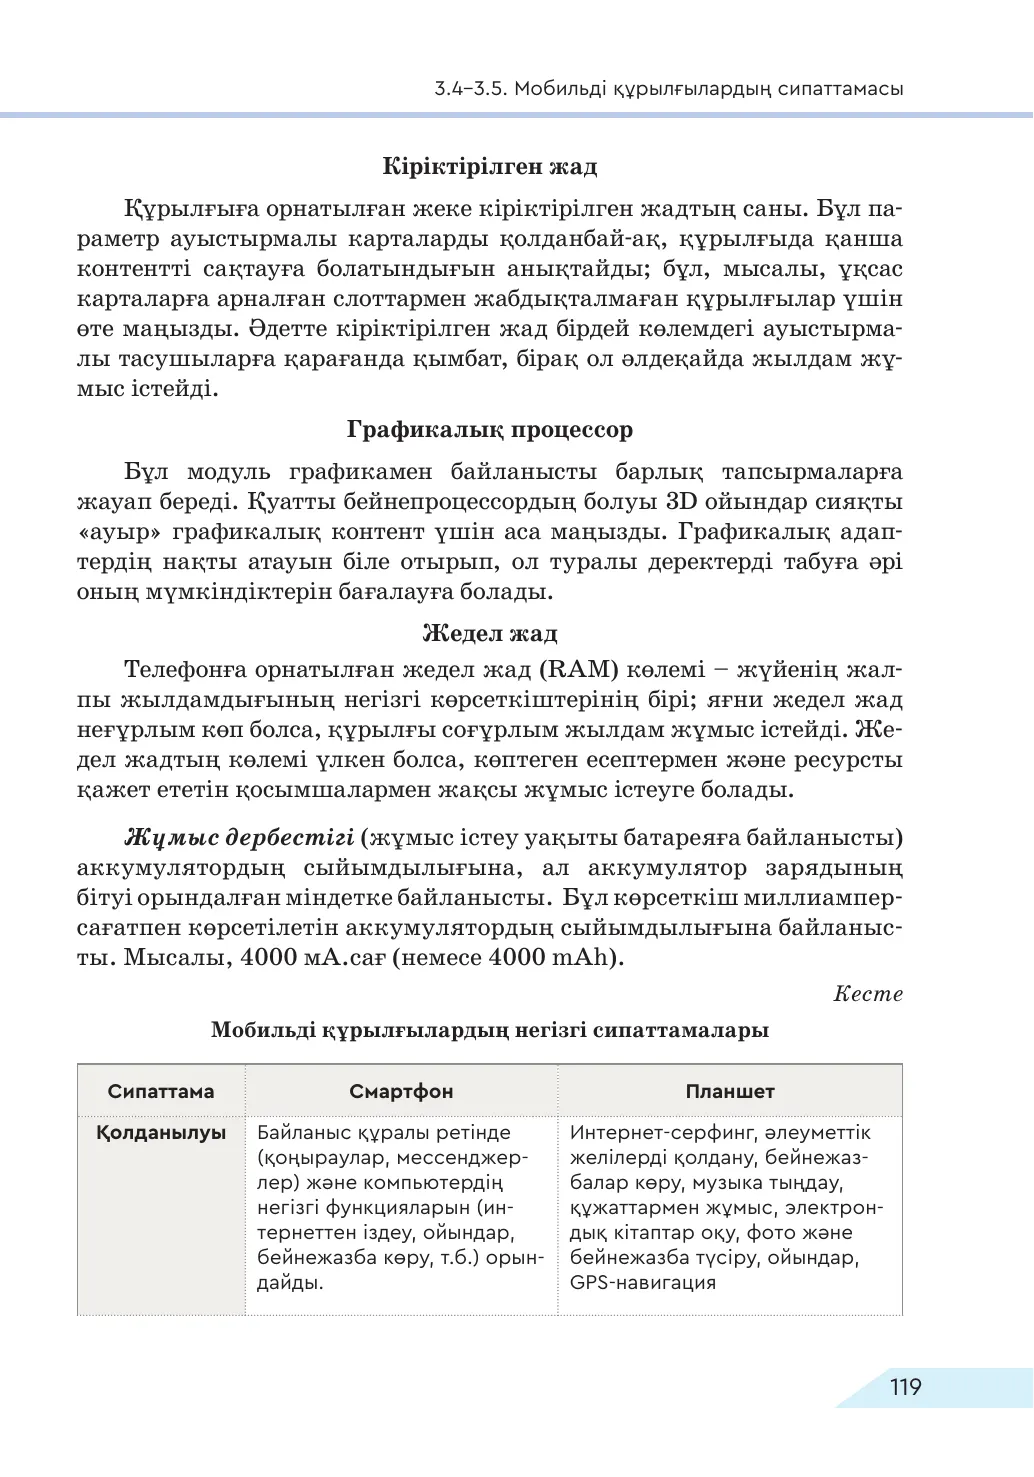 3.4–3.5. Мобильді құрылғылардың сипаттамасы
Кіріктірілген жад
Құрылғыға орнатылған жеке кіріктірілген жадтың саны. Бұл па-
раметр ауыстырмалы карталарды қолданбай-ақ, құрылғыда қанша
контентті сақтауға болатындығын анықтайды; бұл, мысалы, ұқсас
карталарға арналған слоттармен жабдықталмаған құрылғылар үшін
өте маңызды. Әдетте кіріктірілген жад бірдей көлемдегі ауыстырма-
лы тасушыларға қарағанда қымбат, бірақ ол әлдеқайда жылдам жұ-
мыс істейді.
Графикалық процессор
Бұл модуль графикамен байланысты барлық тапсырмаларға
жауап береді. Қуатты бейнепроцессордың болуы 3D ойындар сияқты
«ауыр» графикалық контент үшін аса маңызды. Графикалық адап-
тердің нақты атауын біле отырып, ол туралы деректерді табуға әрі
оның мүмкіндіктерін бағалауға болады.
Жедел жад
Телефонға орнатылған жедел жад (RAM) көлемі – жүйенің жал-
пы жылдамдығының негізгі көрсеткіштерінің бірі; яғни жедел жад
неғұрлым көп болса, құрылғы соғұрлым жылдам жұмыс істейді. Же-
дел жадтың көлемі үлкен болса, көптеген есептермен және ресурсты
қажет ететін қосымшалармен жақсы жұмыс істеуге болады.
Жұмыс дербестігі (жұмыс істеу уақыты батареяға байланысты)
аккумулятордың сыйымдылығына, ал аккумулятор зарядының
бітуі орындалған міндетке байланысты. Бұл көрсеткіш миллиампер-
сағатпен көрсетілетін аккумулятордың сыйымдылығына байланыс-
ты. Мысалы, 4000 мА.сағ (немесе 4000 mAh).
Кесте
Мобильді құрылғылардың негізгі сипаттамалары
Сипаттама
Смартфон
Планшет
Қолданылуы
Байланыс құралы ретінде
(қоңыраулар, мессенджер-
лер) және компьютердің
негізгі функцияларын (ин-
тернеттен іздеу, ойындар,
бейнежазба көру, т.б.) орын-
дайды.
Интернет-серфинг, әлеуметтік
желілерді қолдану, бейнежаз-
балар көру, музыка тыңдау,
құжаттармен жұмыс, электрон-
дық кітаптар оқу, фото және
бейнежазба түсіру, ойындар,
GPS-навигация
119